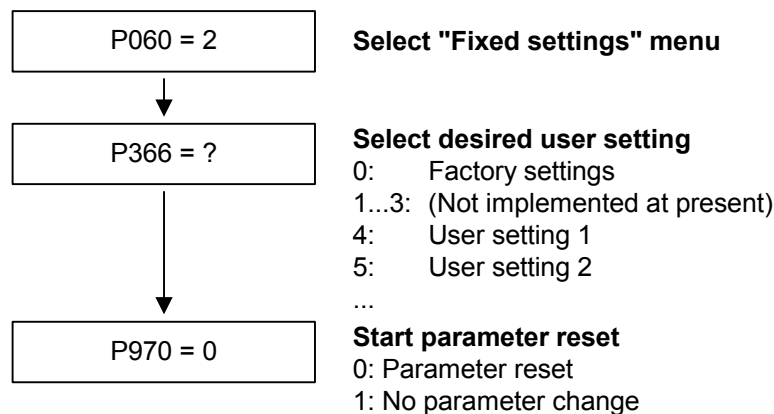 P060 = 2
Select "Fixed settings" menu
P366 = ?
Select desired user setting
0: Factory settings
1...3: (Not implemented at present)
4: User setting 1
5: User setting 2
...
P970 = 0
Start parameter reset
0: Parameter reset
1: No parameter change